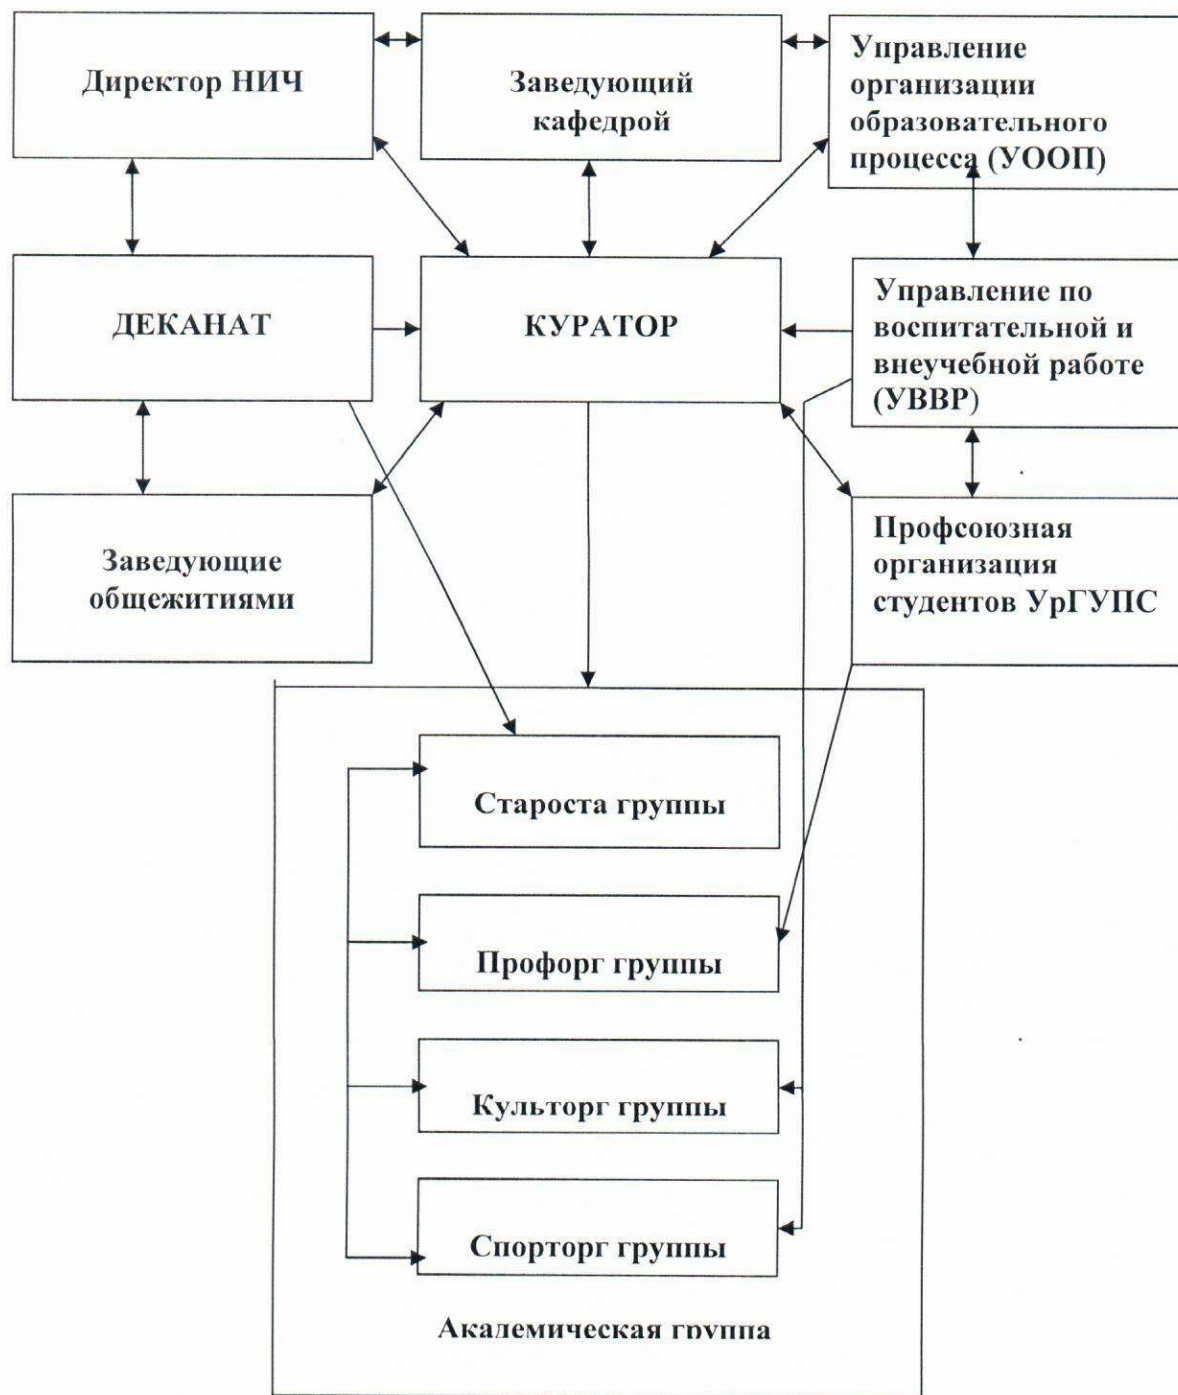 Директор НИЧ
Заведующий
кафедрой
Управление
организации
образовательного
процесса (УООП)
ДЕКАНАТ
КУРАТОР
Управление по
воспитательной и
внеучебной работе
(УВВР)
Заведующие
общежитиями
Профсоюзная
организация
студентов УрГУПС
Староста группы
Профорг группы
Культорг группы
Спорторг группы
Академическая группа